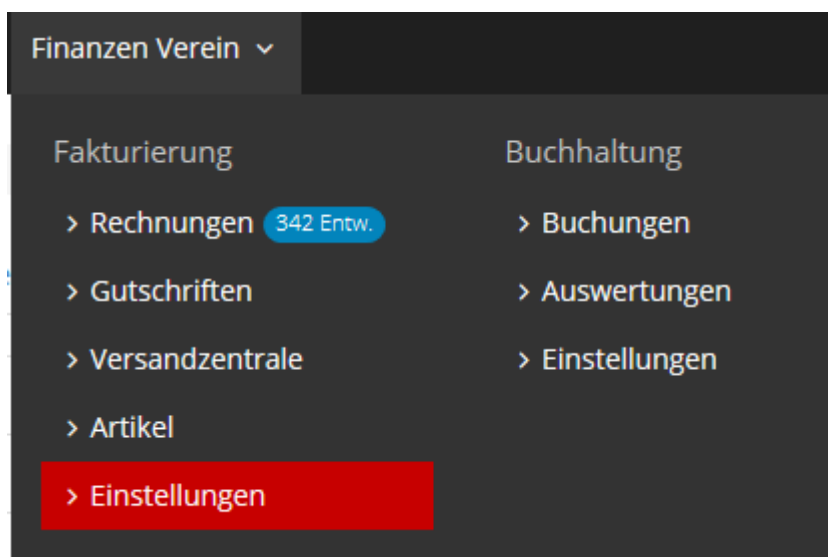 Finanzen Verein
Fakturierung
Rechnungen 342 Entw.
Gutschriften
Versandzentrale
Artikel
Einstellungen
Buchhaltung
Buchungen
Auswertungen
Einstellungen